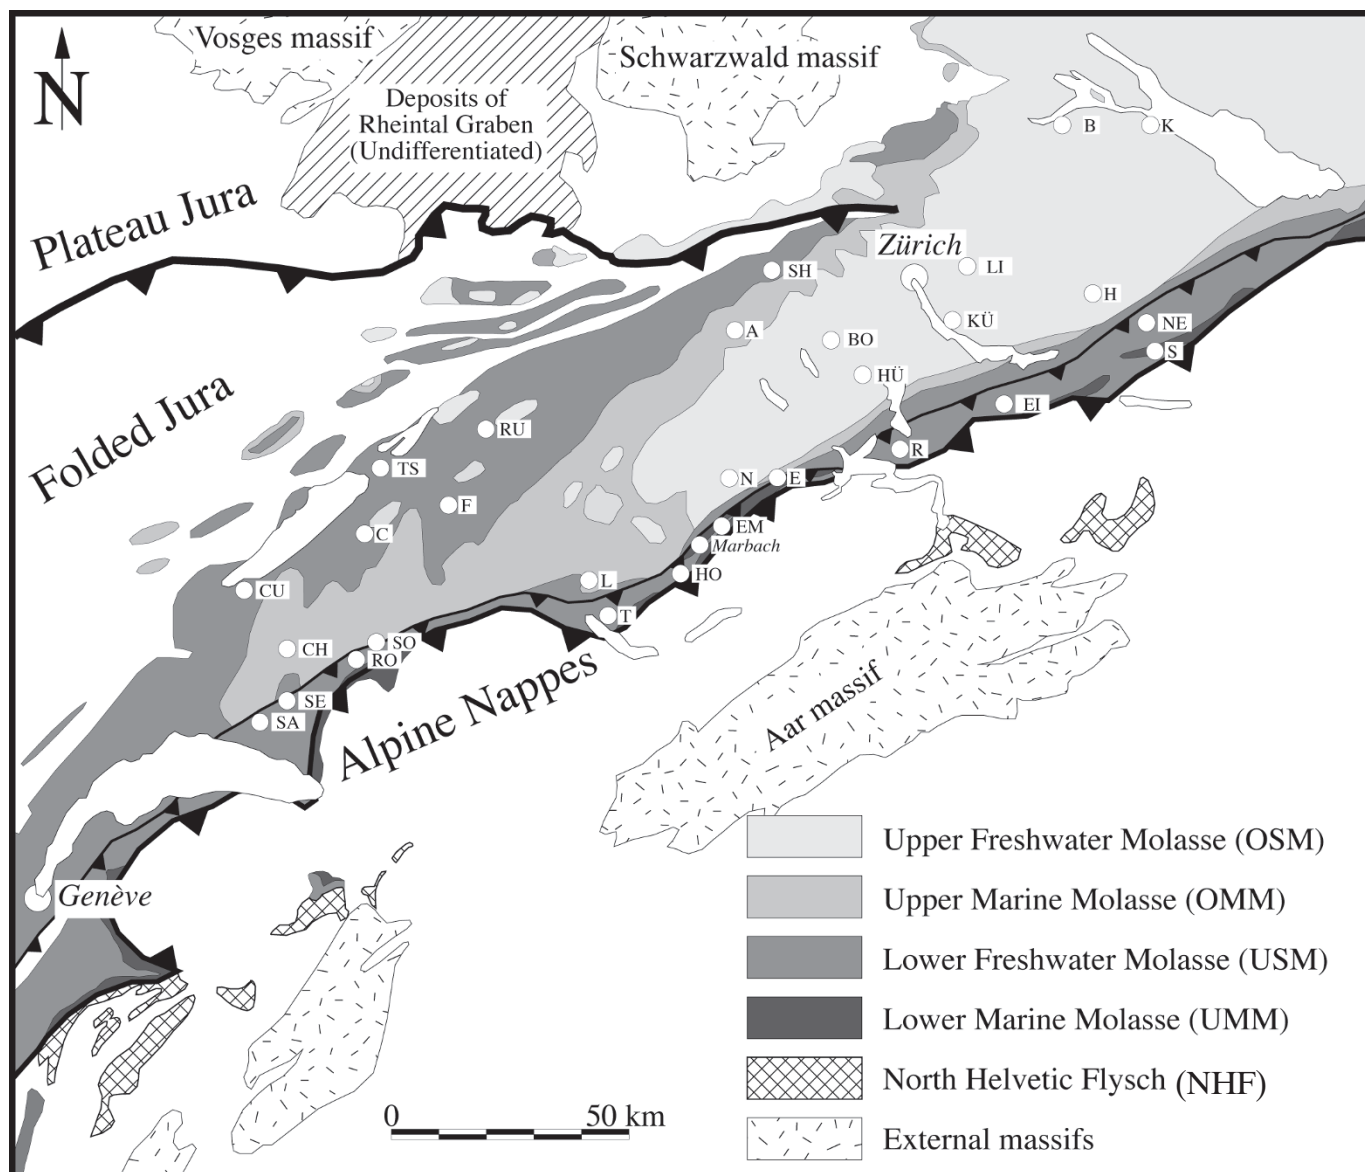 Vosges massif
Schwarzwald massif
N
Deposits of
Rheintal Graben
(Undifferentiated)
B
K
Plateau Jura
Zürich
SH
LI
H
A
KÜ
NE
BO
S
HÜ
Folded Jura
EI
RU
R
TS
N
E
F
EM
C
Marbach
HO
L
CU
T
SO
CH
RO
SE
SA
Alpine Nappes
Aar massif
Genève
Upper Freshwater Molasse (OSM)
Upper Marine Molasse (OMM)
Lower Freshwater Molasse (USM)
Lower Marine Molasse (UMM)
North Helvetic Flysch (NHF)
External massifs
0 50 km